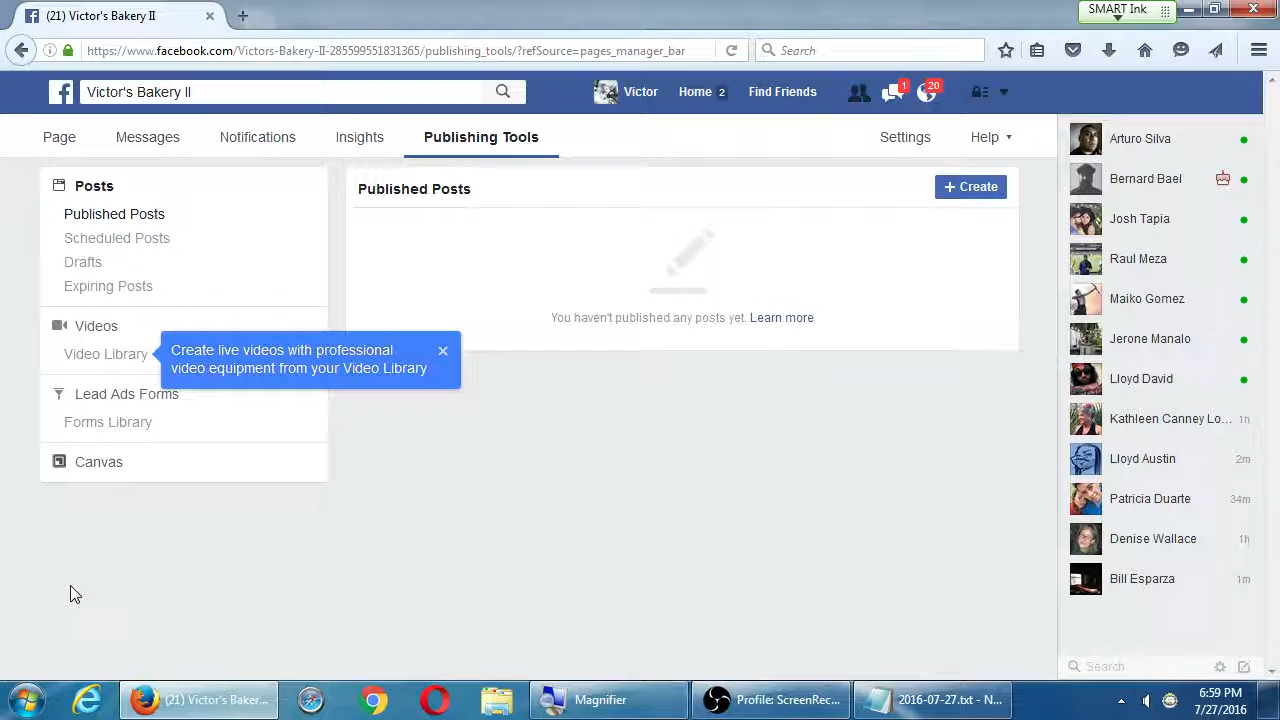 (21) Victor's Bakery II
SMART Ink
https://www.facebook.com/Victors-Bakery-II-285599551831365/publishing_tools/?refSource=pages_manager_bar
Search
Victor's Bakery II
Victor
Home 2
Find Friends
1
20
Page
Messages
Notifications
Insights
Publishing Tools
Settings
Help
Posts
Published Posts
Scheduled Posts
Drafts
Expiring Posts
Videos
Video Library
Create live videos with professional
video equipment from your Video Library
Lead Ads Forms
Forms Library
Canvas
Published Posts
+ Create
You haven't published any posts yet. Learn more
Arturo Silva
Bernard Bael
Josh Tapia
Raul Meza
Maiko Gomez
Jerone Manalo
Lloyd David
Kathleen Canney Lo... 1h
Lloyd Austin 2m
Patricia Duarte 34m
Denise Wallace 1h
Bill Esparza 1m
Search
(21) Victor's Baker...
Magnifier
Profile: ScreenRec...
2016-07-27.txt - N...
6:59 PM
7/27/2016